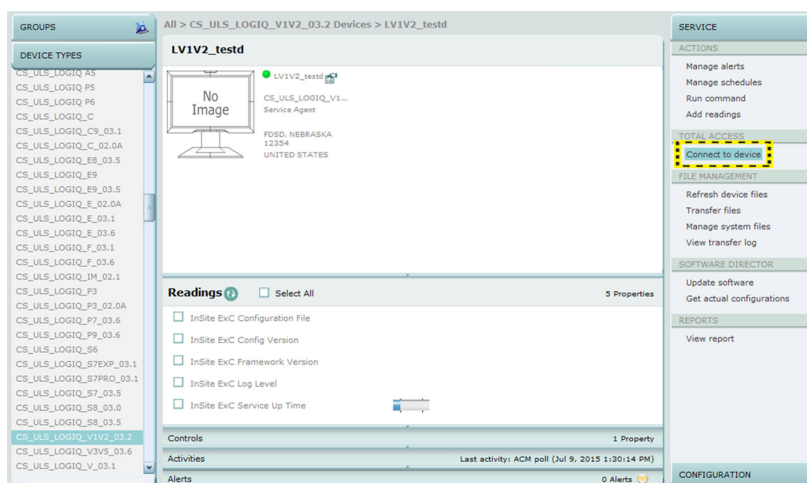 GROUPS
DEVICE TYPES
CS_ULS_LOGIQ A5
CS_ULS_LOGIQ P5
CS_ULS_LOGIQ P6
CS_ULS_LOGIQ_C
CS_ULS_LOGIQ_C9_03.1
CS_ULS_LOGIQ_C_02.0A
CS_ULS_LOGIQ_E8_03.5
CS_ULS_LOGIQ_E9
CS_ULS_LOGIQ_E9_03.5
CS_ULS_LOGIQ_E_02.0A
CS_ULS_LOGIQ_E_03.1
CS_ULS_LOGIQ_E_03.6
CS_ULS_LOGIQ_F_03.1
CS_ULS_LOGIQ_F_03.6
CS_ULS_LOGIQ_IM_02.1
CS_ULS_LOGIQ_P3
CS_ULS_LOGIQ_P3_02.0A
CS_ULS_LOGIQ_P7_03.6
CS_ULS_LOGIQ_P9_03.6
CS_ULS_LOGIQ_S6
CS_ULS_LOGIQ_S7EXP_03.1
CS_ULS_LOGIQ_S7PRO_03.1
CS_ULS_LOGIQ_S7_03.5
CS_ULS_LOGIQ_S8_03.0
CS_ULS_LOGIQ_S8_03.5
CS_ULS_LOGIQ_V1V2_03.2
CS_ULS_LOGIQ_V3V5_03.6
CS_ULS_LOGIQ_V_03.1
All > CS_ULS_LOGIQ_V1V2_03.2 Devices > LV1V2_testd
LV1V2_testd
No
Image
LV1V2_testd
CS_ULS_LOGIQ_V1...
Service Agent
FDSD, NEBRASKA
12354
UNITED STATES
Readings Select All 5 Properties
InSite ExC Configuration File
InSite ExC Config Version
InSite ExC Framework Version
InSite ExC Log Level
InSite ExC Service Up Time
Controls 1 Property
Activities Last activity: ACM poll (Jul 9, 2015 1:30:14 PM)
Alerts 0 Alerts
SERVICE
ACTIONS
Manage alerts
Manage schedules
Run command
Add readings
TOTAL ACCESS
Connect to device
FILE MANAGEMENT
Refresh device files
Transfer files
Manage system files
View transfer log
SOFTWARE DIRECTOR
Update software
Get actual configurations
REPORTS
View report
CONFIGURATION